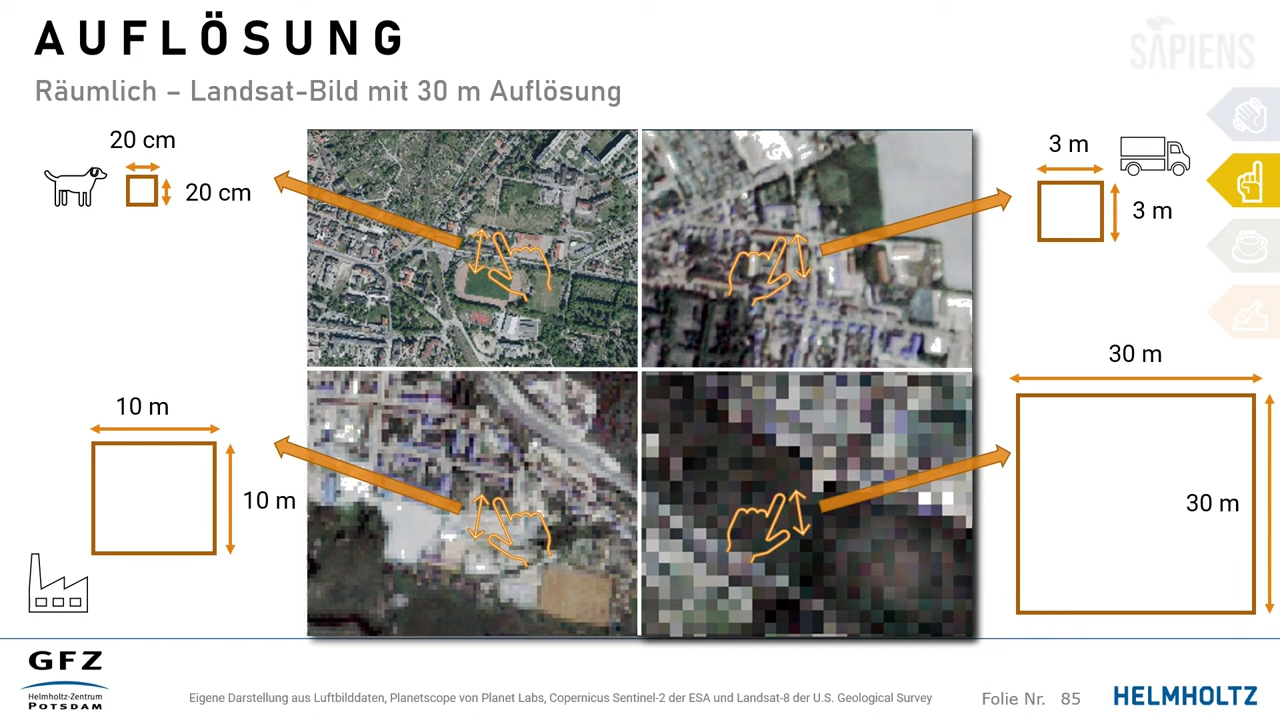 AUFLÖSUNG
SAPIENS
Räumlich – Landsat-Bild mit 30 m Auflösung
20 cm
20 cm
3 m
3 m
10 m
10 m
30 m
30 m
GFZ
Helmholtz-Zentrum
POTSDAM
Eigene Darstellung aus Luftbilddaten, Planetscope von Planet Labs, Copernicus Sentinel-2 der ESA und Landsat-8 der U.S. Geological Survey
Folie Nr. 85
HELMHOLTZ